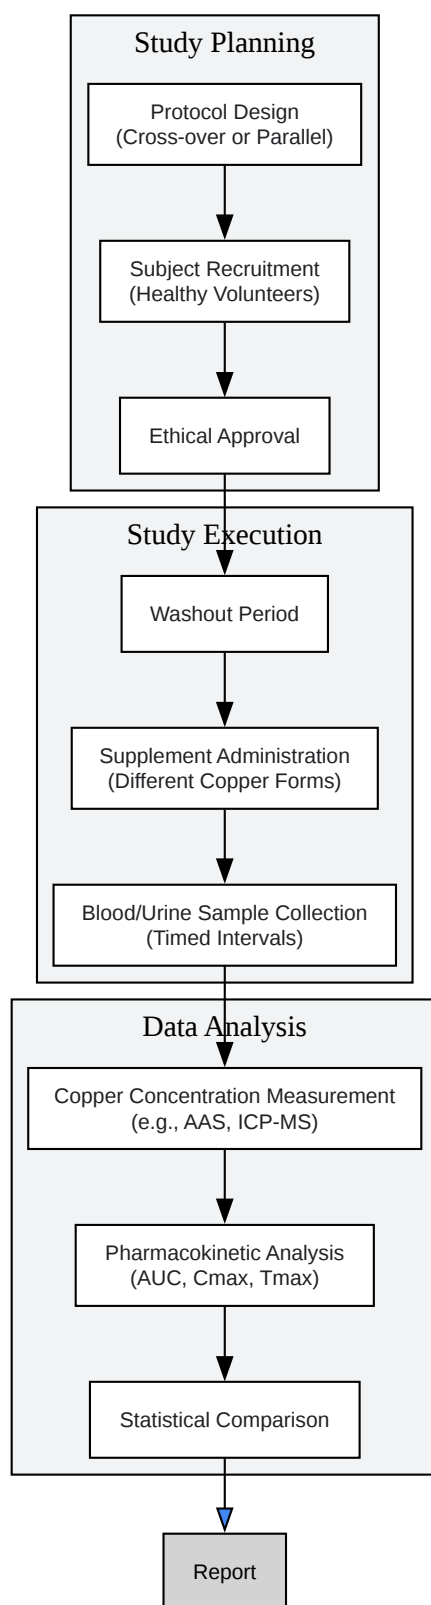 Study Planning
Protocol Design
(Cross-over or Parallel)
Subject Recruitment
(Healthy Volunteers)
Ethical Approval
Study Execution
Washout Period
Supplement Administration
(Different Copper Forms)
Blood/Urine Sample Collection
(Timed Intervals)
Data Analysis
Copper Concentration Measurement
(e.g., AAS, ICP-MS)
Pharmacokinetic Analysis
(AUC, Cmax, Tmax)
Statistical Comparison
Report